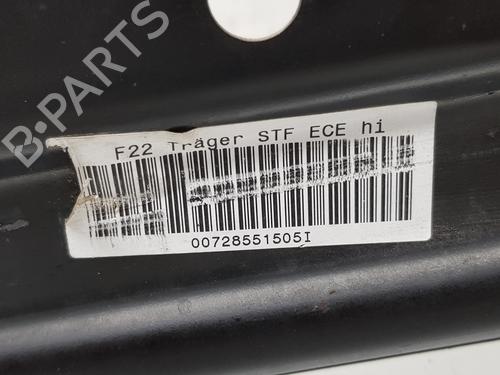 B-PARTS
F22 Träger STF ECE hi
00728551505I